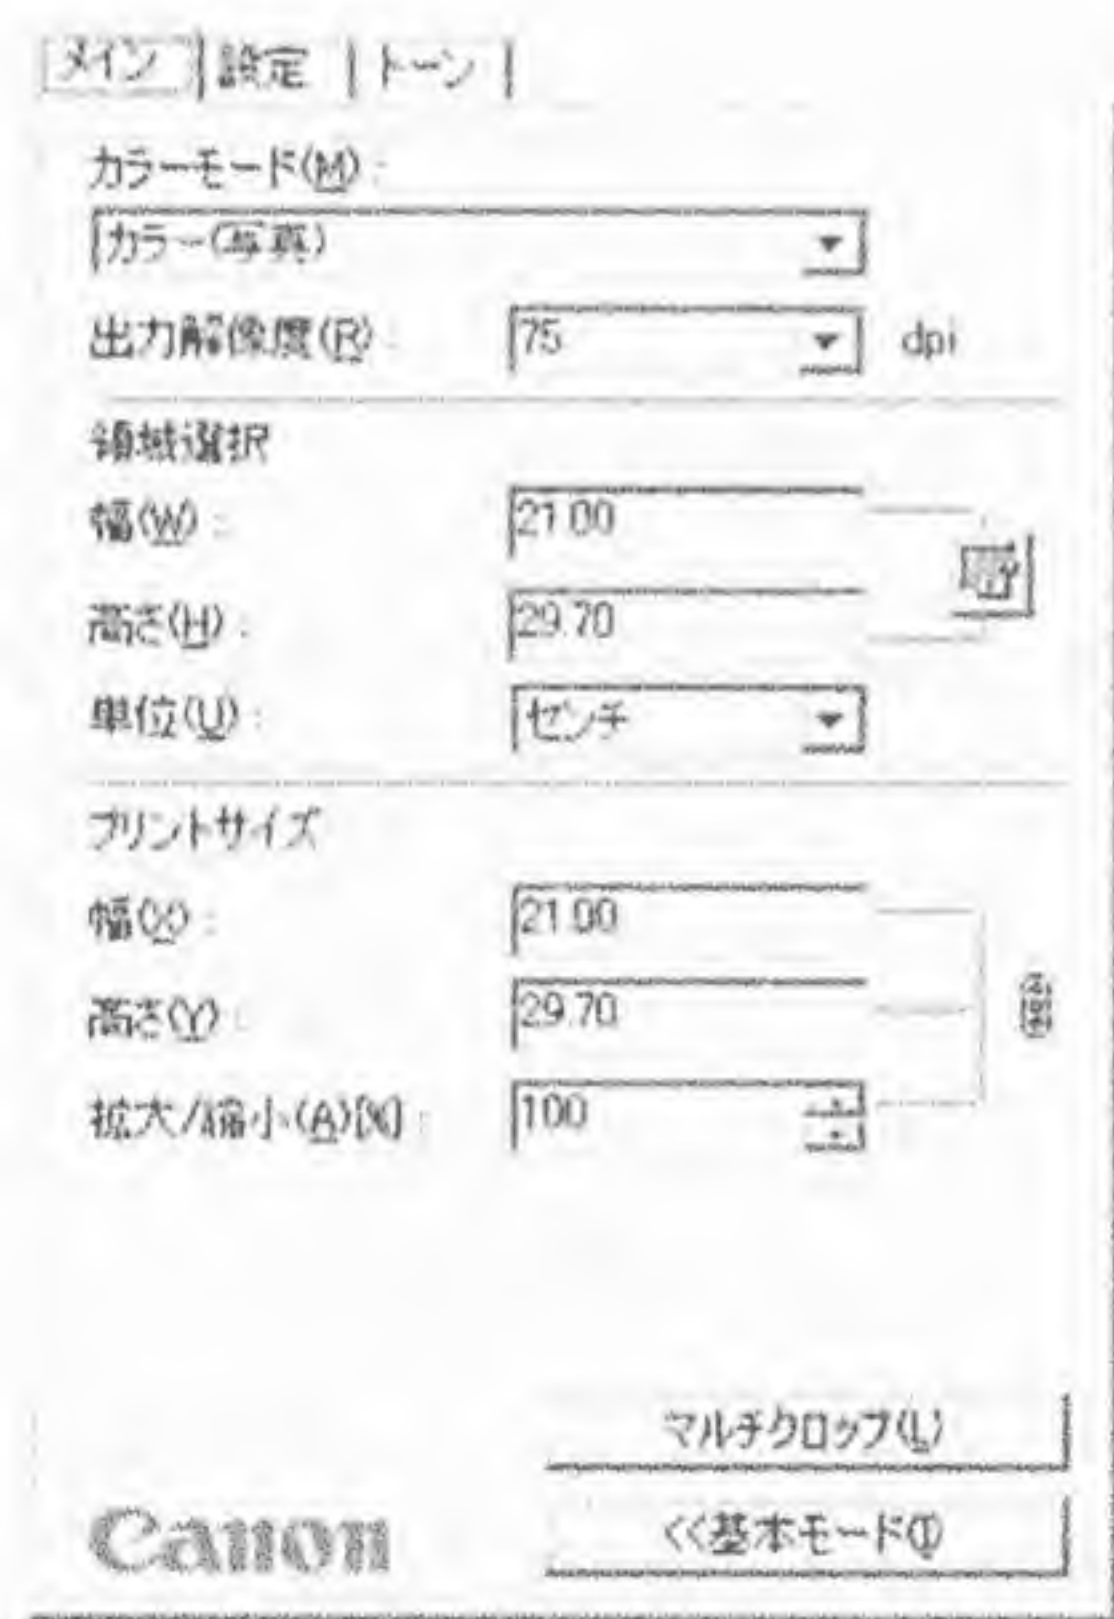 メイン 設定 トーン
カラーモード(M):
カラー(写真)
出力解像度(R): 75 dpi
領域選択
幅(W): 21.00
高さ(H): 29.70
単位(U): センチ
プリントサイズ
幅(X): 21.00
高さ(Y): 29.70
拡大/縮小(A)[%]: 100
マルチクロップ(L)
Canon <<基本モード(I)